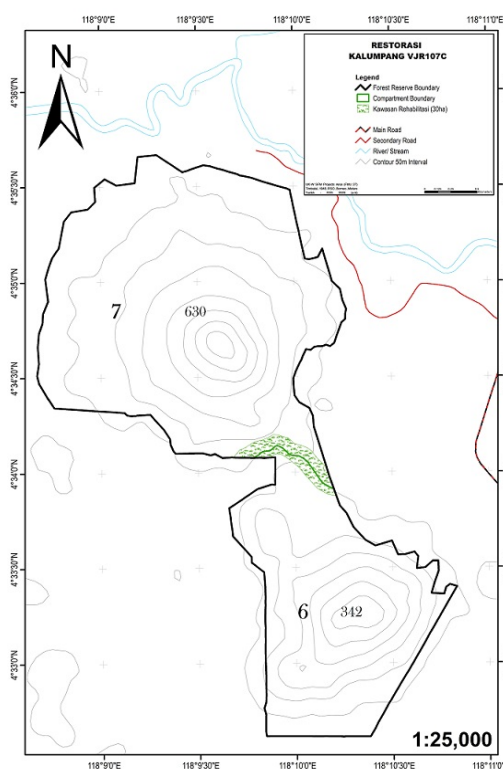 118°9'0"E 118°9'30"E 118°10'0"E 118°10'30"E 118°11'0"E
N
RESTORASI
KALUMPANG VJR107C
Legend
Forest Reserve Boundary
Compartment Boundary
Kawasan Rehabilitasi (30ha)
Main Road
Secondary Road
River/ Stream
Contour 50m Interval
4°36'0"N
4°35'30"N
4°35'0"N
7
630
4°34'30"N
4°34'0"N
4°33'30"N
6
342
4°33'0"N
1:25,000
118°9'0"E 118°9'30"E 118°10'0"E 118°10'30"E 118°11'0"E